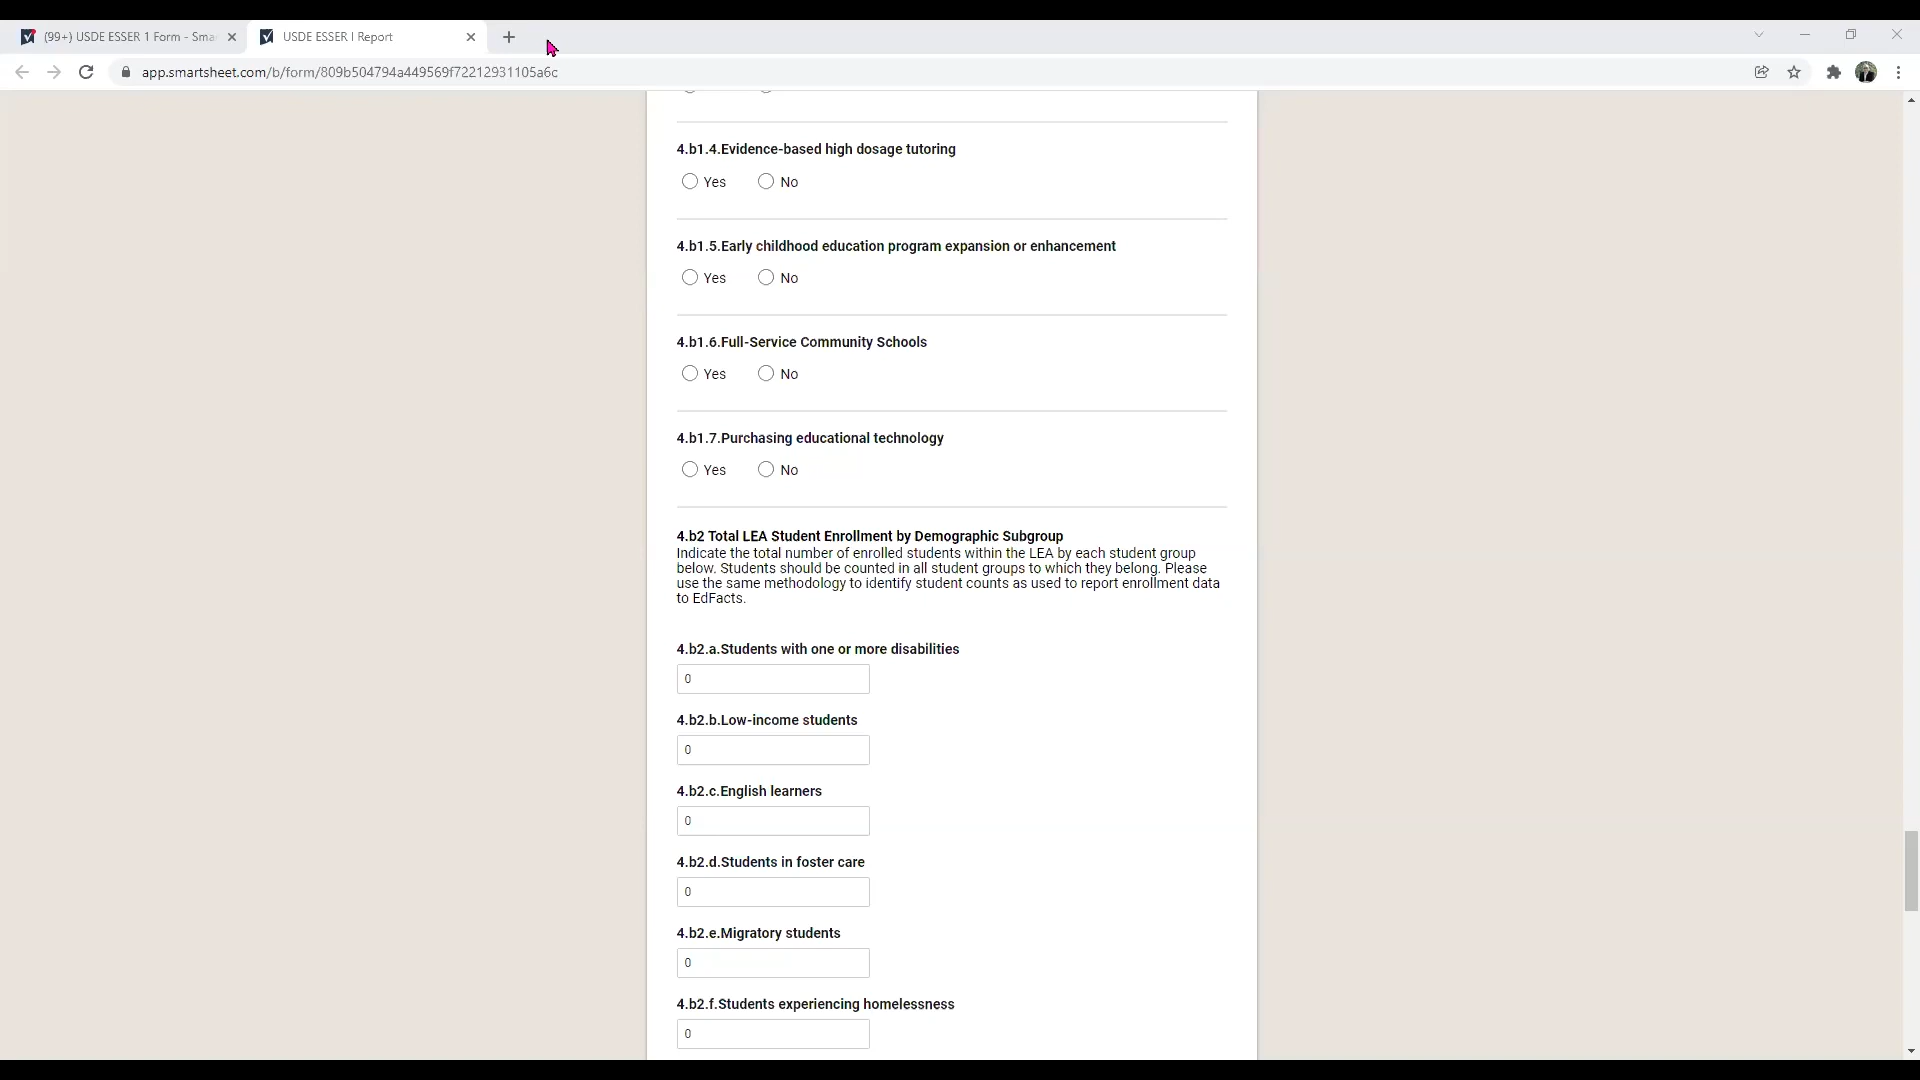 (99+) USDE ESSER 1 Form - Sma
USDE ESSER I Report
app.smartsheet.com/b/form/809b504794a449569f72212931105a6c
4.b1.4.Evidence-based high dosage tutoring
Yes No
4.b1.5.Early childhood education program expansion or enhancement
Yes No
4.b1.6.Full-Service Community Schools
Yes No
4.b1.7.Purchasing educational technology
Yes No
4.b2 Total LEA Student Enrollment by Demographic Subgroup
Indicate the total number of enrolled students within the LEA by each student group
below. Students should be counted in all student groups to which they belong. Please
use the same methodology to identify student counts as used to report enrollment data
to EdFacts.
4.b2.a.Students with one or more disabilities
0
4.b2.b.Low-income students
0
4.b2.c.English learners
0
4.b2.d.Students in foster care
0
4.b2.e.Migratory students
0
4.b2.f.Students experiencing homelessness
0